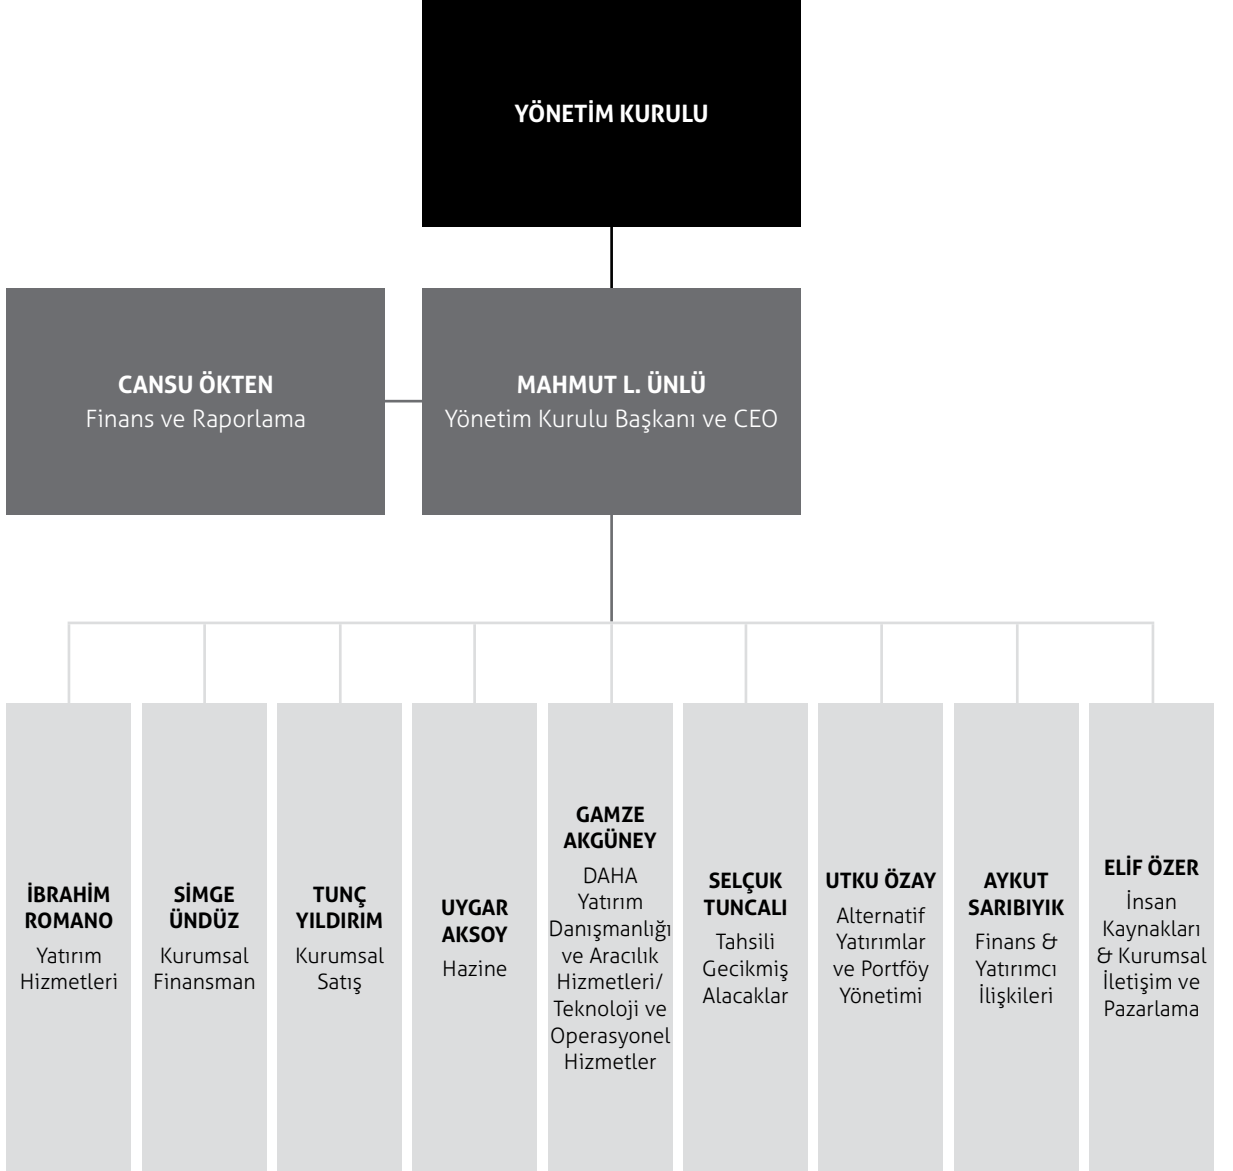 YÖNETİM KURULU
CANSU ÖKTEN
Finans ve Raporlama
MAHMUT L. ÜNLÜ
Yönetim Kurulu Başkanı ve CEO
İBRAHİM
ROMANO
Yatırım
Hizmetleri
SİMGE
ÜNDÜZ
Kurumsal
Finansman
TUNÇ
YILDIRIM
Kurumsal
Satış
UYGAR
AKSOY
Hazine
GAMZE
AKGÜNEY
DAHA
Yatırım
Danışmanlığı
ve Aracılık
Hizmetleri/
Teknoloji ve
Operasyonel
Hizmetler
SELÇUK
TUNCALI
Tahsili
Gecikmiş
Alacaklar
UTKU ÖZAY
Alternatif
Yatırımlar
ve Portföy
Yönetimi
AYKUT
SARIBIYIK
Finans &
Yatırımcı
İlişkileri
ELİF ÖZER
İnsan
Kaynakları
& Kurumsal
İletişim ve
Pazarlama